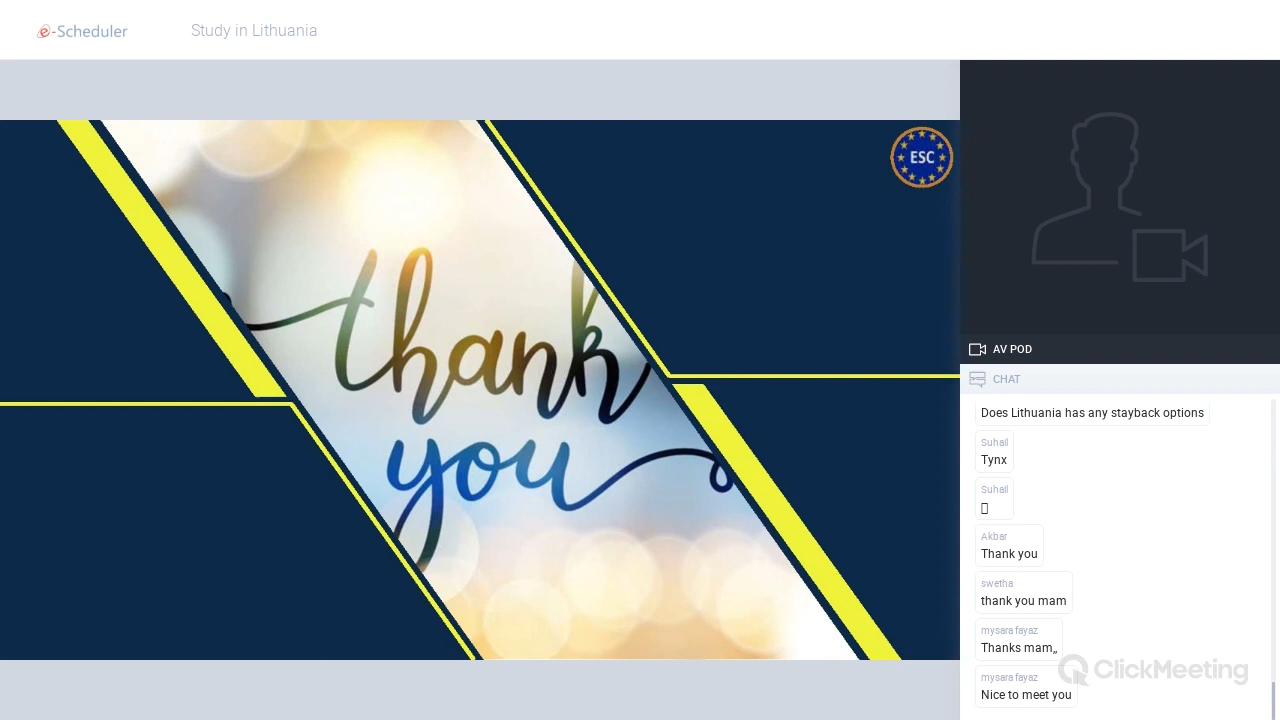 e-Scheduler
Study in Lithuania
ESC
thank
you
AV POD
CHAT
Does Lithuania has any stayback options
Suhail
Tynx
Suhail
Akbar
Thank you
swetha
thank you mam
mysara fayaz
Thanks mam,,
mysara fayaz
Nice to meet you
ClickMeeting